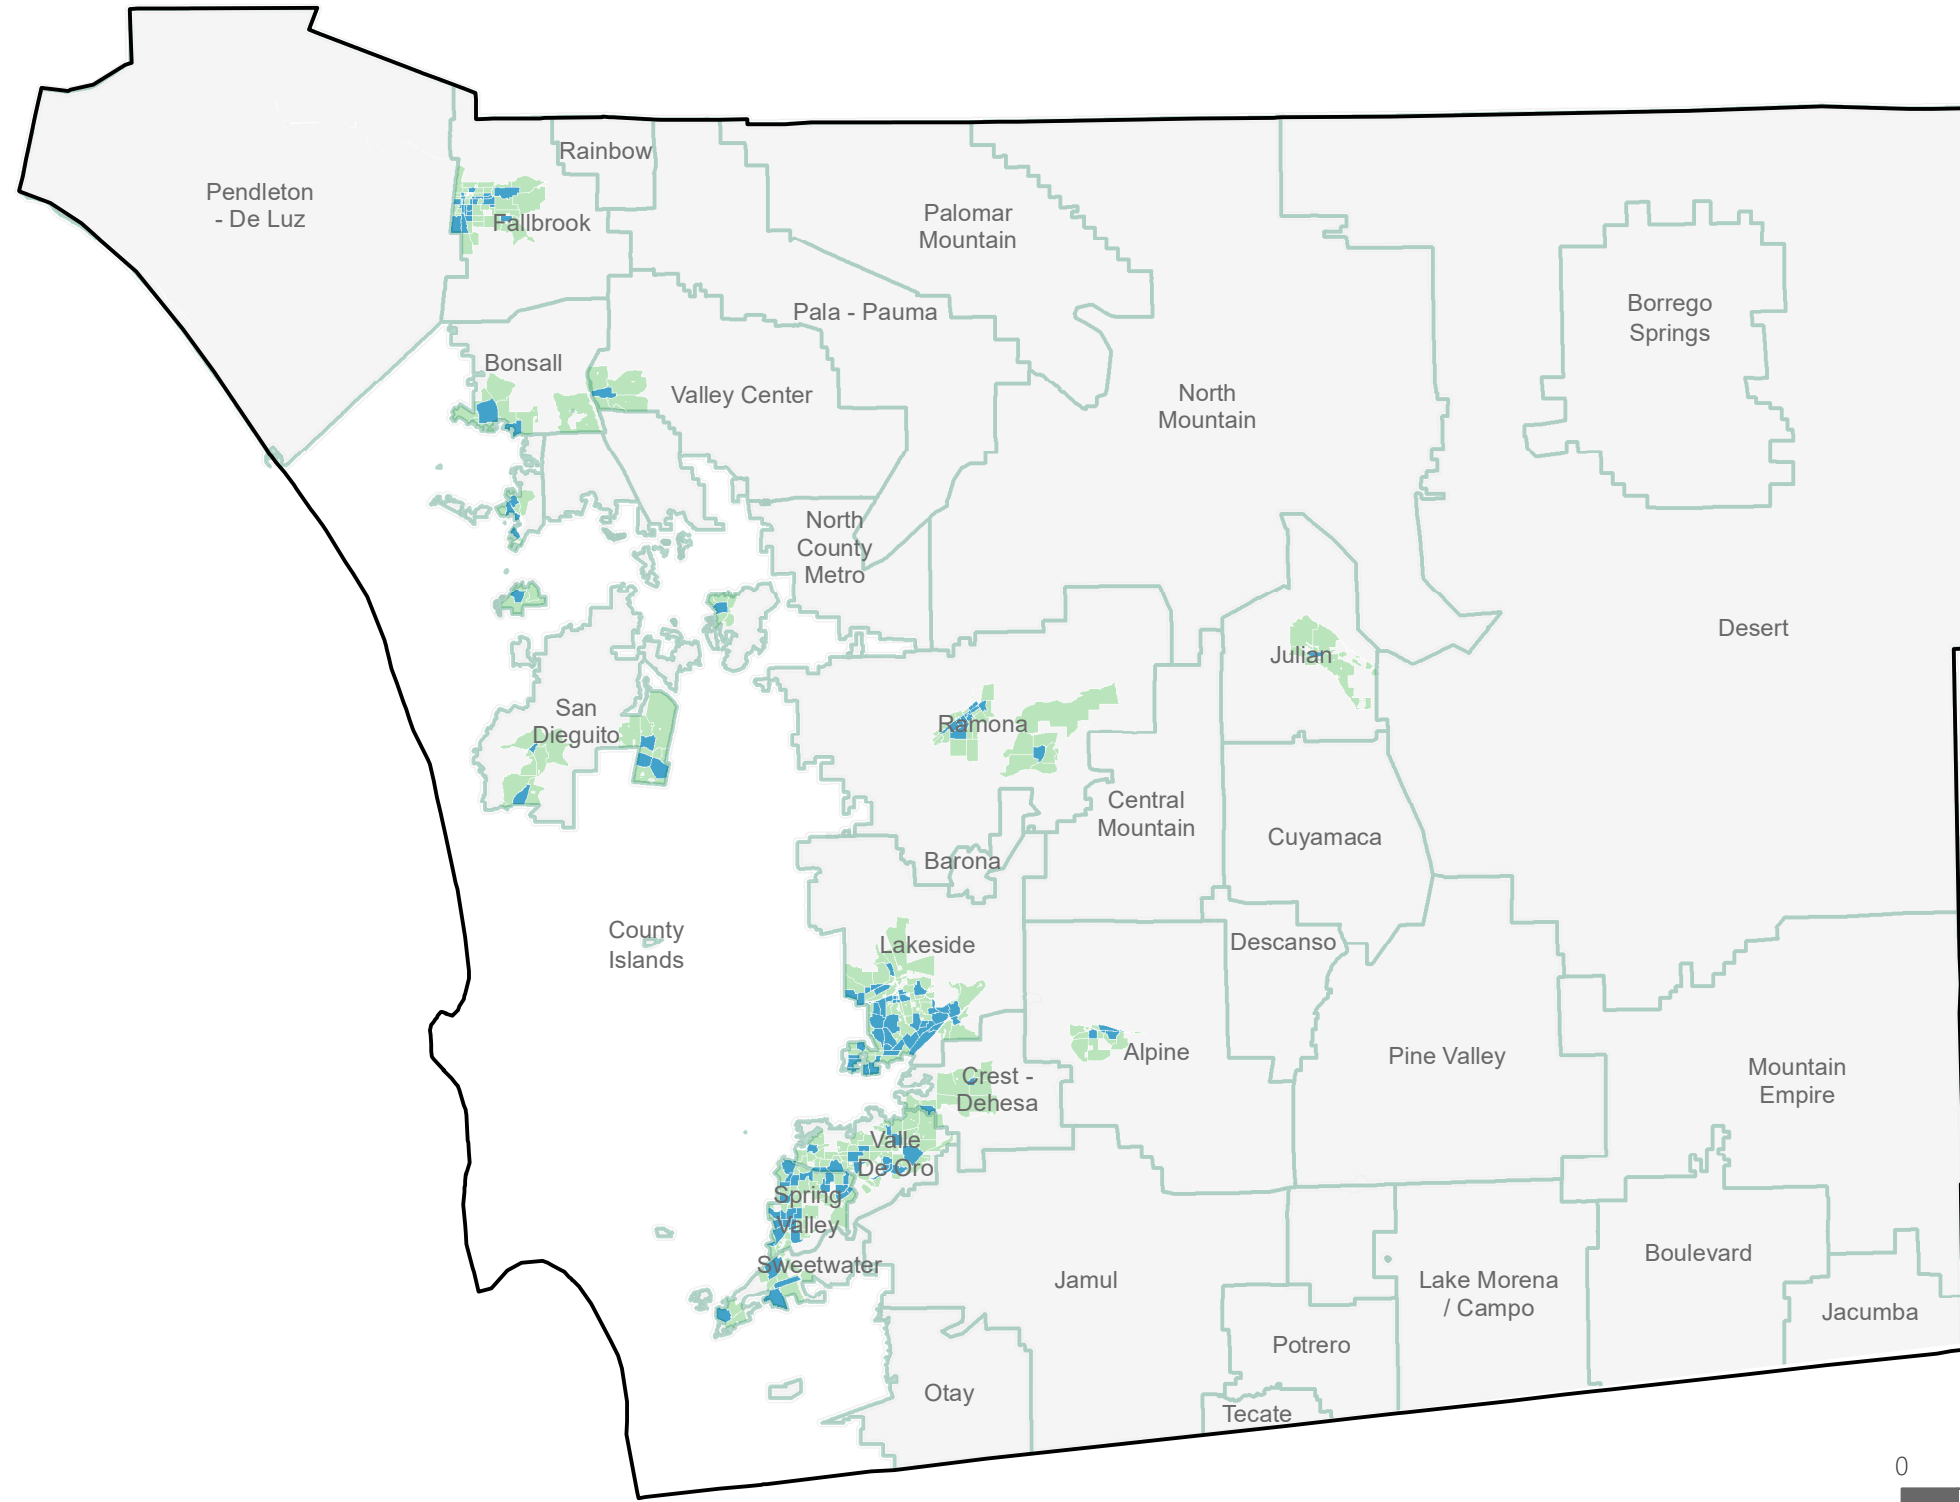 Rainbow
Pendleton
- De Luz
Fallbrook
Palomar
Mountain
Pala - Pauma
Borrego
Springs
Bonsall
Valley Center
North
Mountain
North
County
Metro
Desert
Julian
San
Dieguito
Ramona
Central
Mountain
Cuyamaca
Barona
County
Islands
Lakeside
Descanso
Alpine
Pine Valley
Mountain
Empire
Crest -
Dehesa
Valle
De Oro
Spring
Valley
Sweetwater
Jamul
Lake Morena
/ Campo
Boulevard
Jacumba
Potrero
Otay
Tecate
0